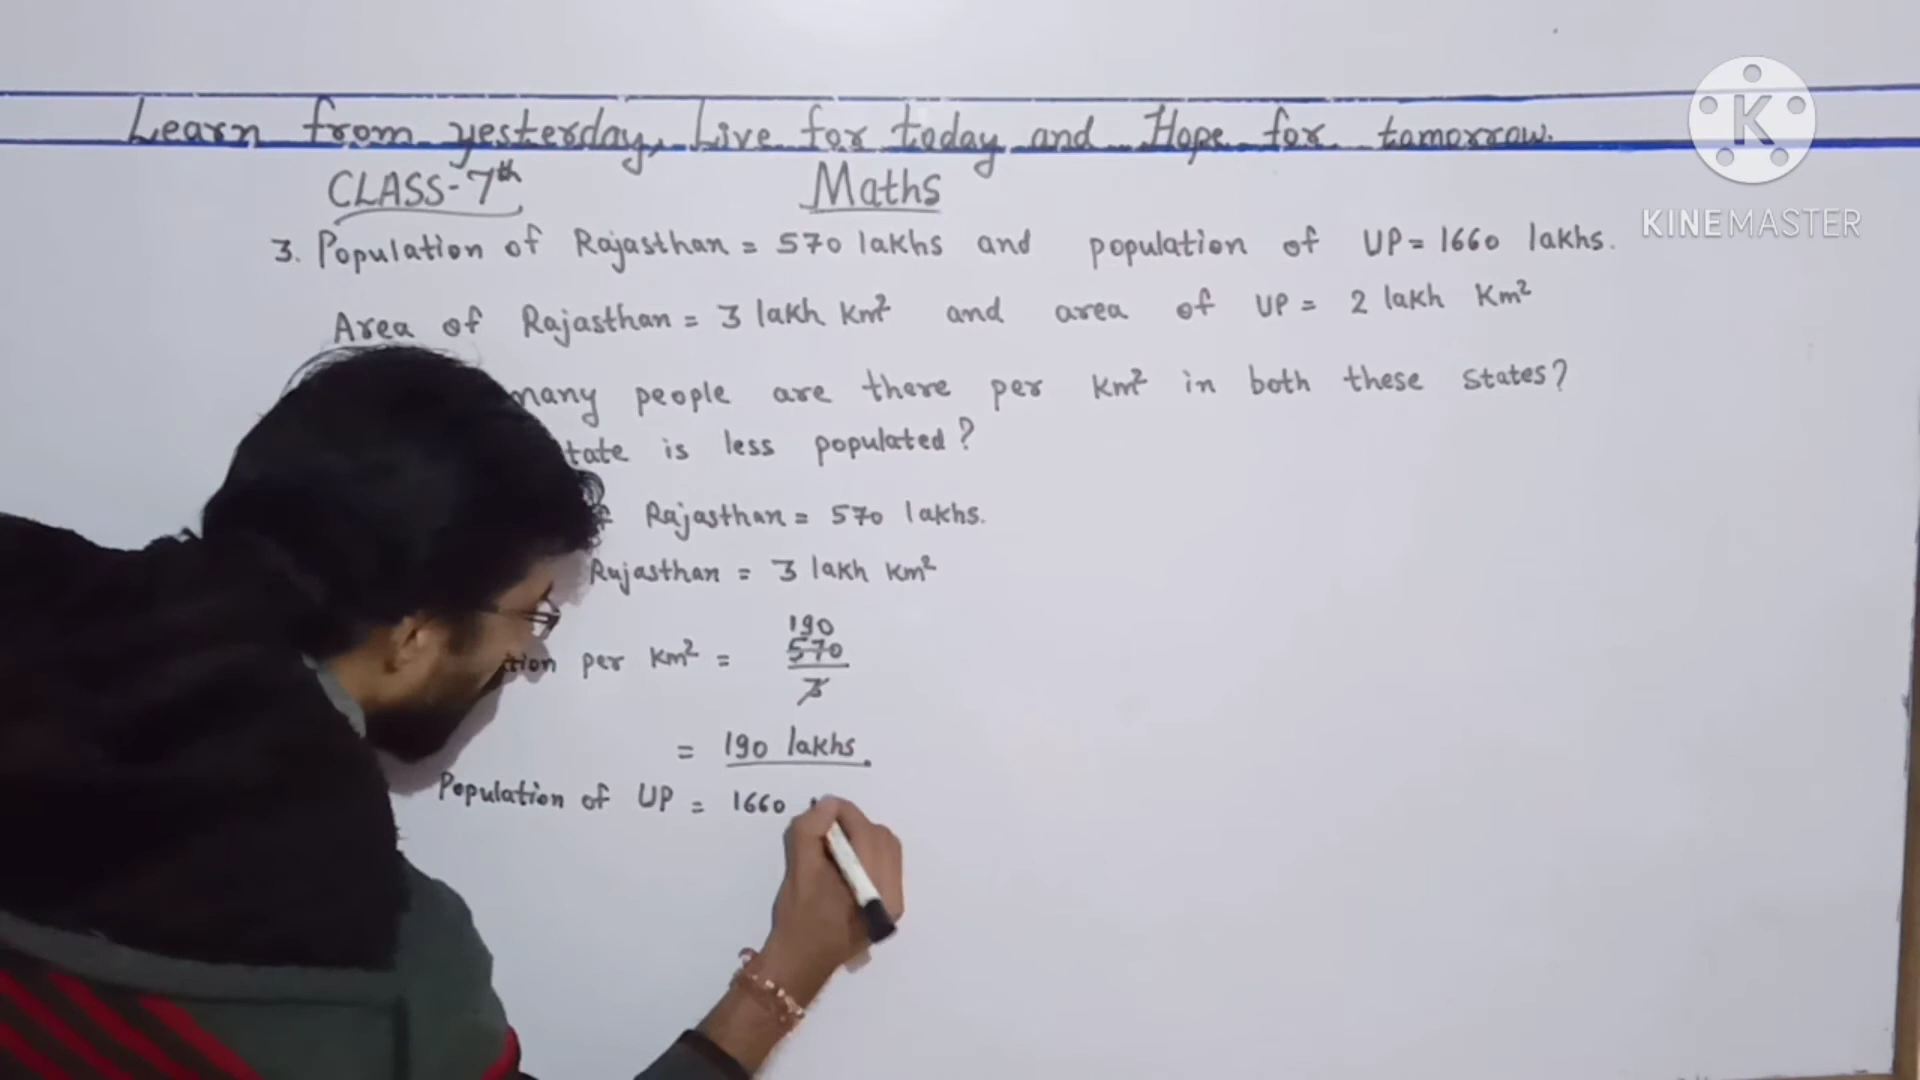 Learn from yesterday, Live for today and Hope for tomorrow.
CLASS-7th Maths
3. Population of Rajasthan = 570 lakhs and population of UP = 1660 lakhs.
Area of Rajasthan = 3 lakh Km² and area of UP = 2 lakh Km²
many people are there per Km² in both these states?
tate is less populated?
Rajasthan = 570 lakhs.
Rajasthan = 3 lakh Km²
190
tion per Km² = 570
3
= 190 lakhs.
Population of UP = 1660
K
KINEMASTER